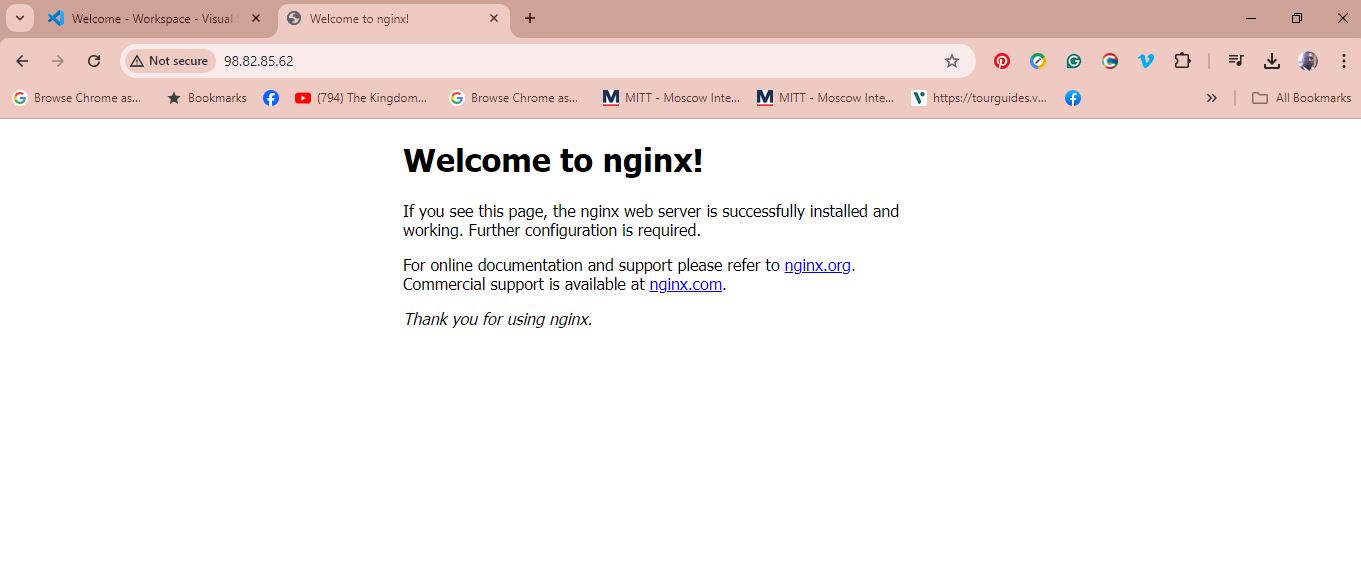 Welcome - Workspace - Visual
Welcome to nginx!
Not secure
98.82.85.62
Browse Chrome as...
Bookmarks
(794) The Kingdom...
Browse Chrome as...
MITT - Moscow Inte...
MITT - Moscow Inte...
https://tourguides.v...
All Bookmarks
Welcome to nginx!
If you see this page, the nginx web server is successfully installed and
working. Further configuration is required.
For online documentation and support please refer to nginx.org.
Commercial support is available at nginx.com.
Thank you for using nginx.